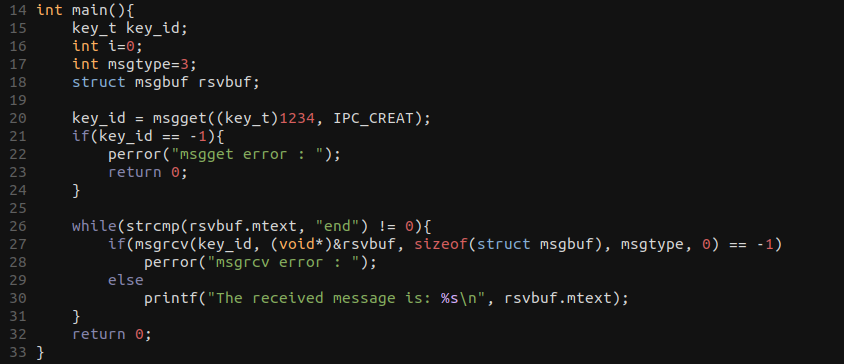 14 int main(){
15     key_t key_id;
16     int i=0;
17     int msgtype=3;
18     struct msgbuf rsvbuf;
19
20     key_id = msgget((key_t)1234, IPC_CREAT);
21     if(key_id == -1){
22         perror("msgget error : ");
23         return 0;
24     }
25
26     while(strcmp(rsvbuf.mtext, "end") != 0){
27         if(msgrcv(key_id, (void*)&rsvbuf, sizeof(struct msgbuf), msgtype, 0) == -1)
28             perror("msgrcv error : ");
29         else
30             printf("The received message is: %s\n", rsvbuf.mtext);
31     }
32     return 0;
33 }